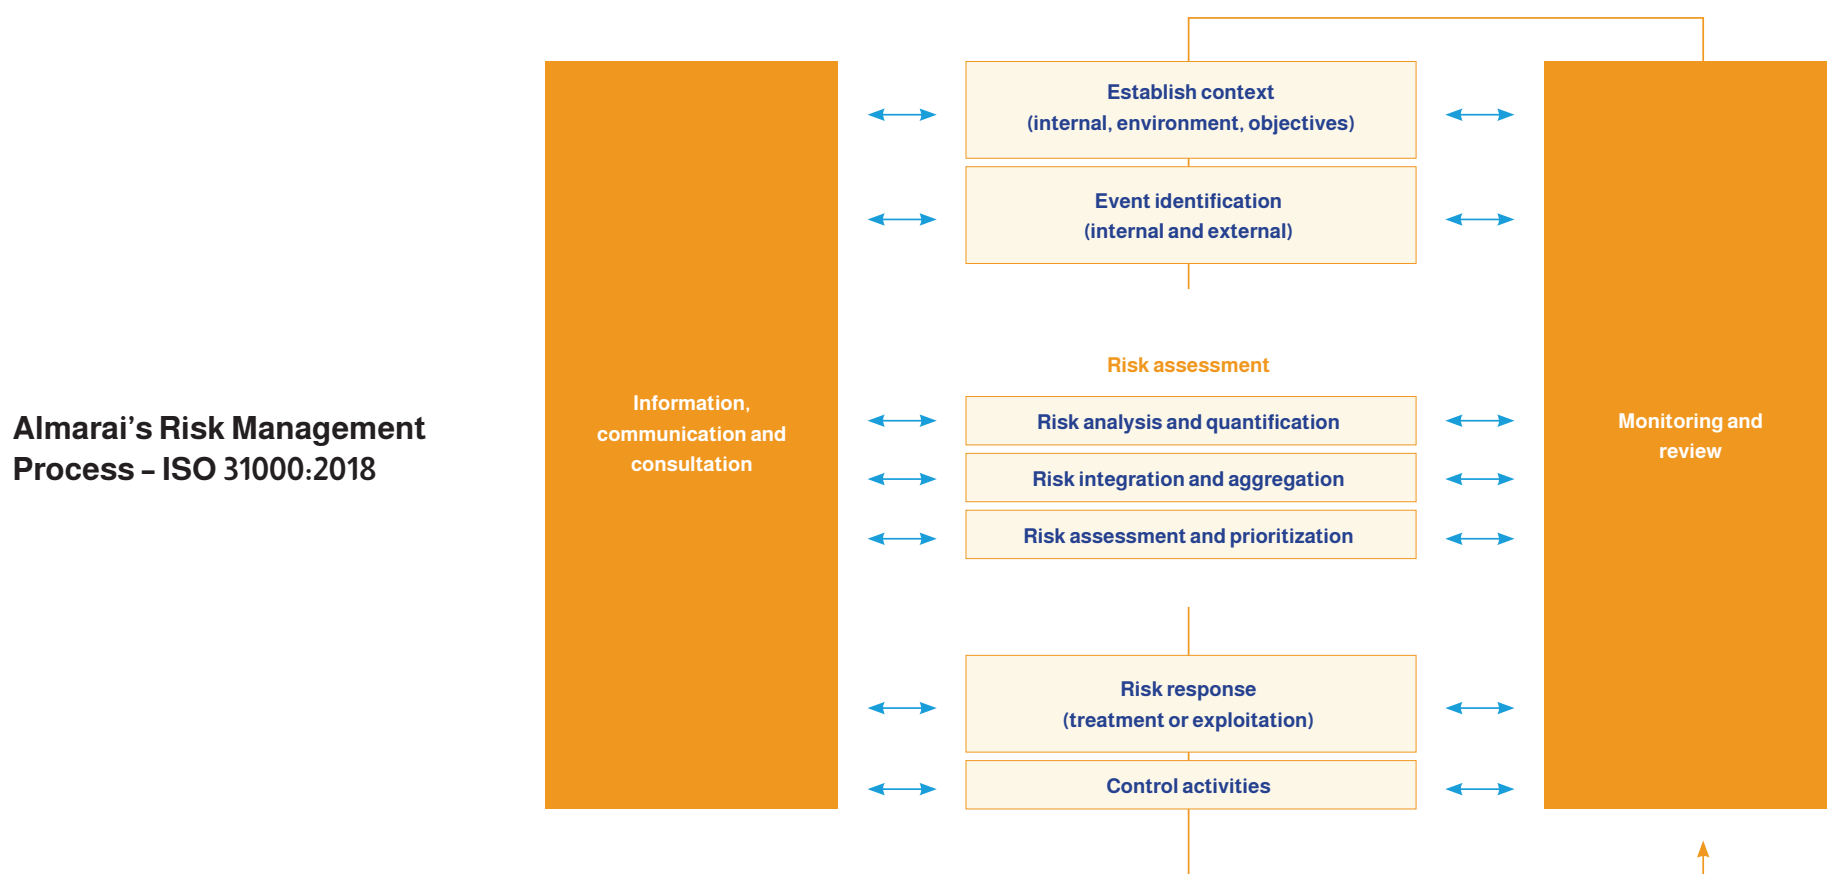 Almarai’s Risk Management
Process – ISO 31000:2018
Information,
communication and
consultation
Establish context
(internal, environment, objectives)
Event identification
(internal and external)
Risk assessment
Risk analysis and quantification
Risk integration and aggregation
Risk assessment and prioritization
Risk response
(treatment or exploitation)
Control activities
Monitoring and
review